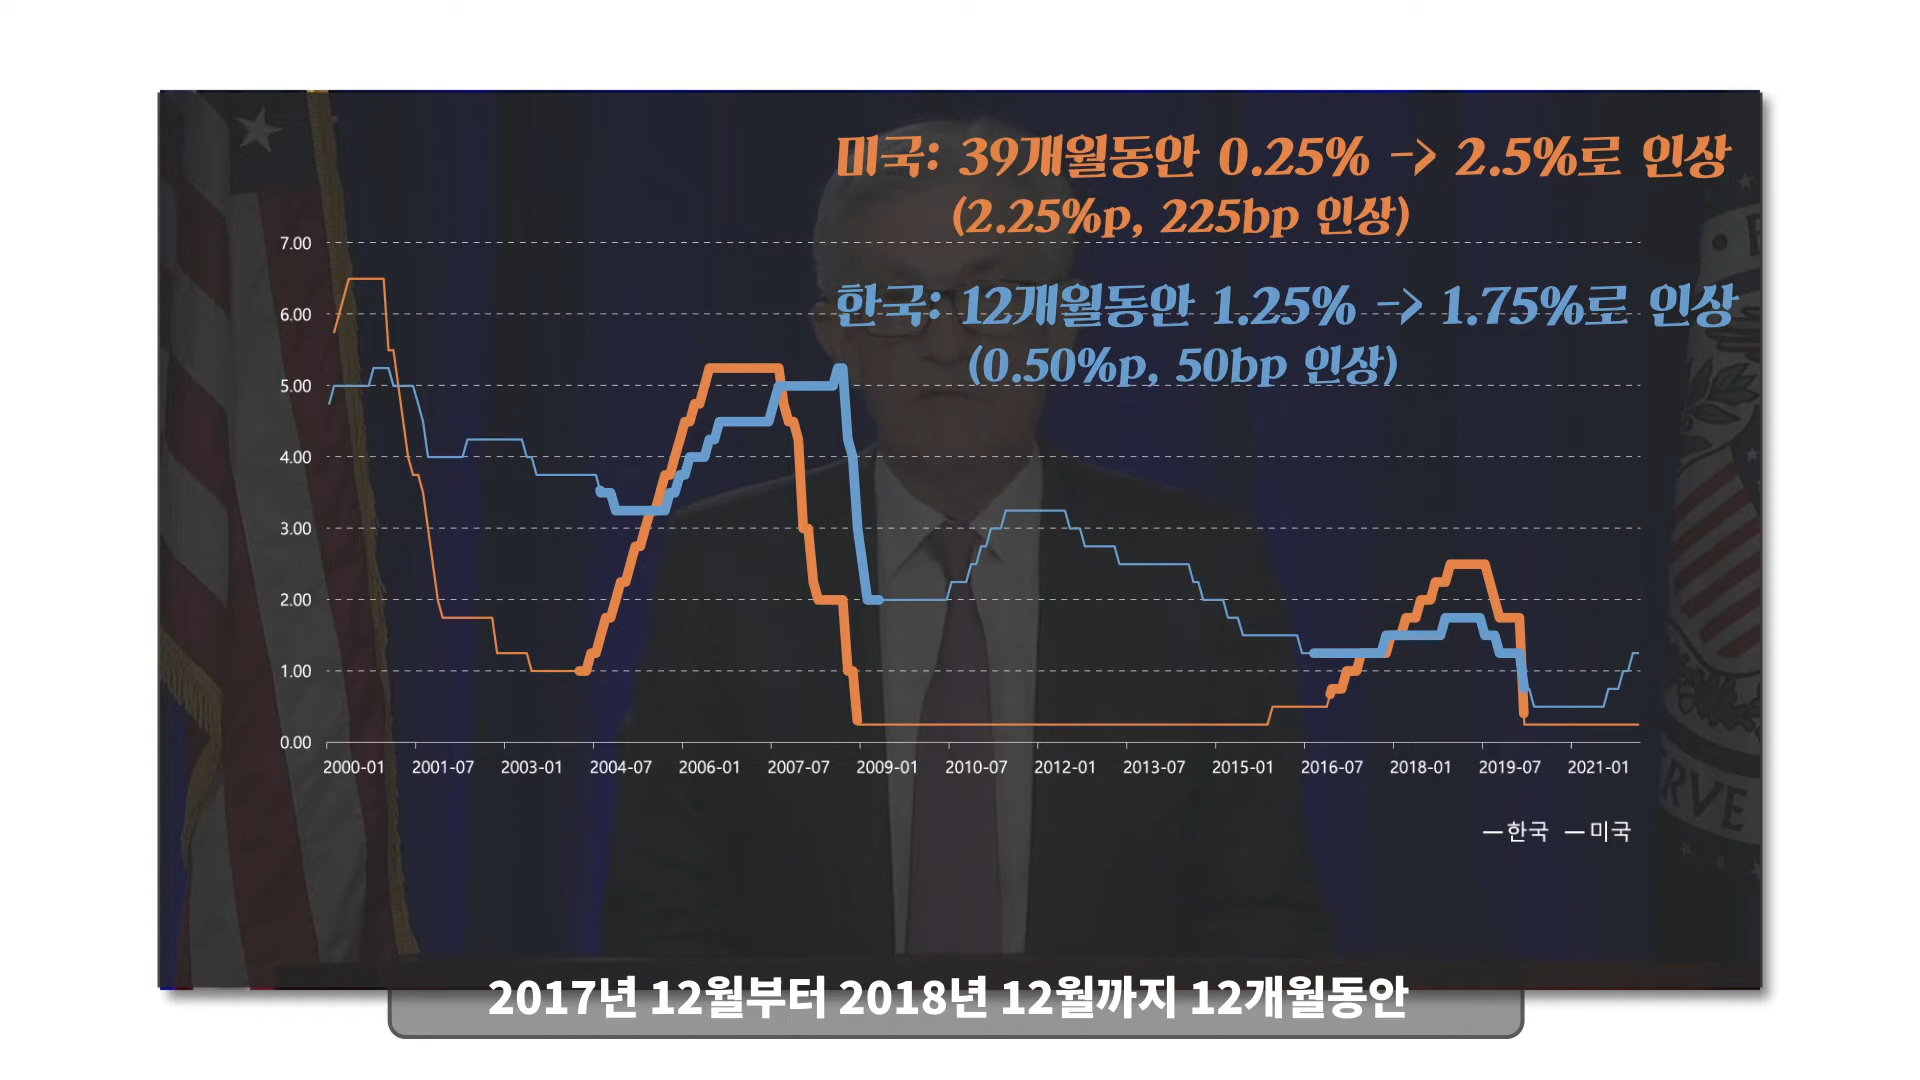 미국: 39개월동안 0.25% -> 2.5%로 인상
(2.25%p, 225bp 인상)
한국: 12개월동안 1.25% -> 1.75%로 인상
(0.50%p, 50bp 인상)
7.00
6.00
5.00
4.00
3.00
2.00
1.00
0.00
2000-01 2001-07 2003-01 2004-07 2006-01 2007-07 2009-01 2010-07 2012-01 2013-07 2015-01 2016-07 2018-01 2019-07 2021-01
한국 미국
RVE
2017년 12월부터 2018년 12월까지 12개월동안